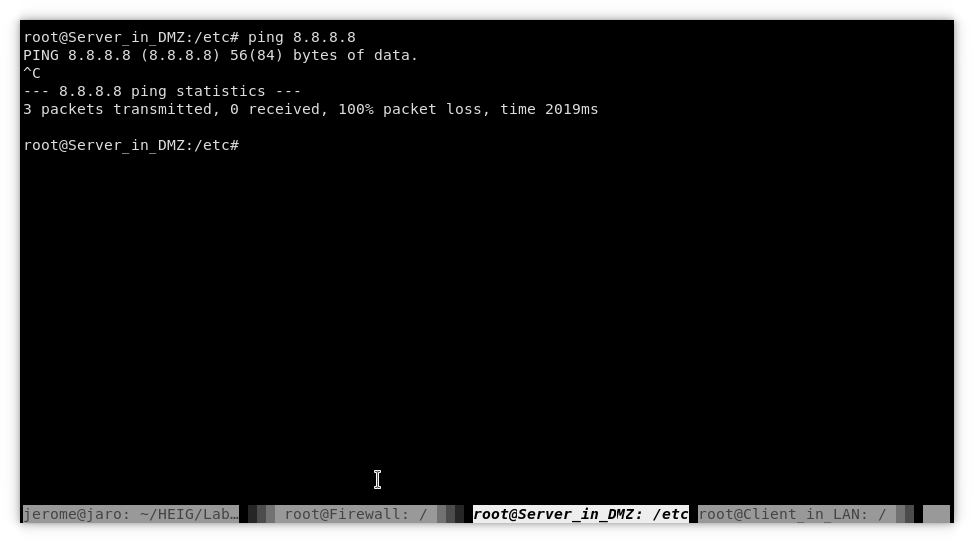 root@Server_in_DMZ:/etc# ping 8.8.8.8
PING 8.8.8.8 (8.8.8.8) 56(84) bytes of data.
^C
--- 8.8.8.8 ping statistics ---
3 packets transmitted, 0 received, 100% packet loss, time 2019ms
root@Server_in_DMZ:/etc#
jerome@jaro: ~/HEIG/Lab… root@Firewall: / root@Server_in_DMZ: /etc root@Client_in_LAN: /